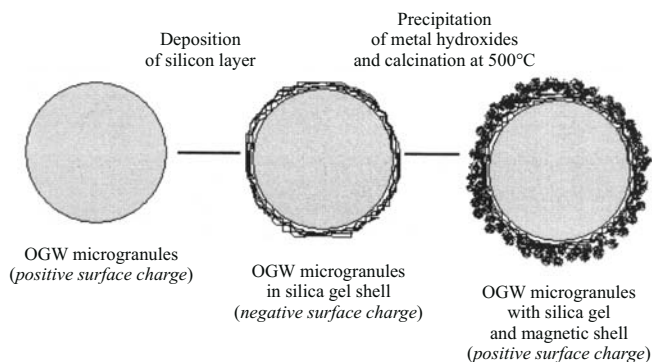 Deposition
of silicon layer
Precipitation
of metal hydroxides
and calcination at 500°C
OGW microgranules
(positive surface charge)
OGW microgranules
in silica gel shell
(negative surface charge)
OGW microgranules
with silica gel
and magnetic shell
(positive surface charge)